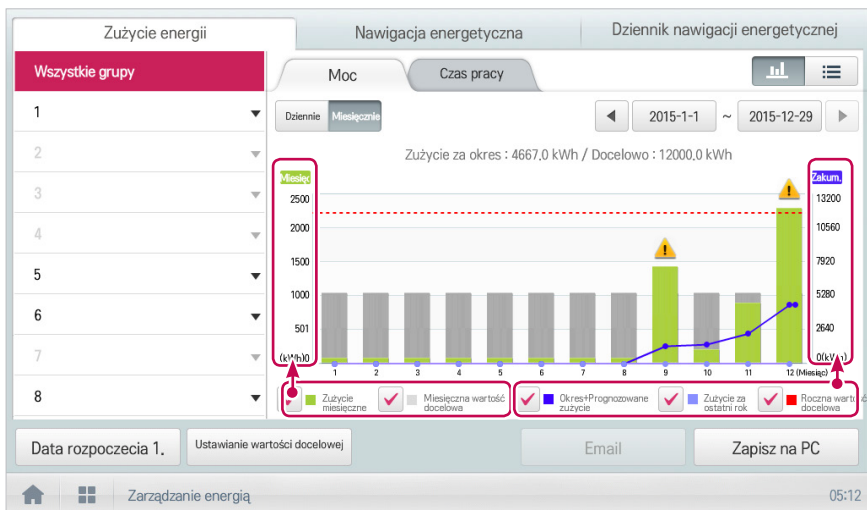 Zużycie energii
Nawigacja energetyczna
Dziennik nawigacji energetycznej
Wszystkie grupy
1
2
3
4
5
6
7
8
Moc
Czas pracy
Dziennie Miesięcznie
2015-1-1 ~ 2015-12-29
Zużycie za okres : 4667,0 kWh / Docelowo : 12000,0 kWh
Miesięc
2500
2000
1500
1000
501
(kWh)0
Zakum.
13200
10560
7920
5280
2640
0(kWh)
1 2 3 4 5 6 7 8 9 10 11 12 (Miesiąc)
Zużycie
miesięczne
Miesięczna wartość
docelowa
Okres+Prognozowane
zużycie
Zużycie za
ostatni rok
Roczna wartość
docelowa
Data rozpoczecia 1.
Ustawianie wartości docelowej
Email
Zapisz na PC
Zarządzanie energią
05:12